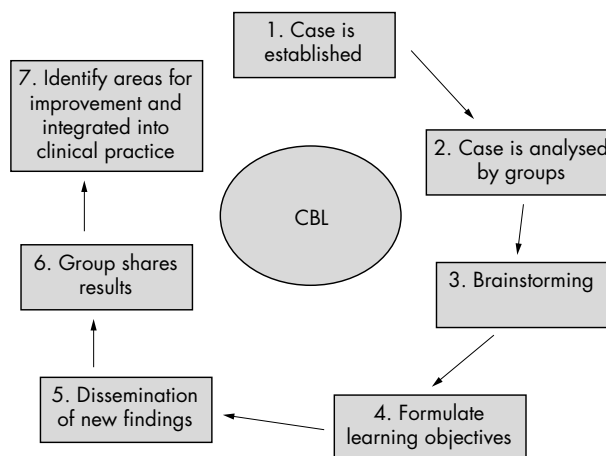 1. Case is
established
2. Case is analysed
by groups
3. Brainstorming
4. Formulate
learning objectives
5. Dissemination
of new findings
6. Group shares
results
7. Identify areas for
improvement and
integrated into
clinical practice
CBL